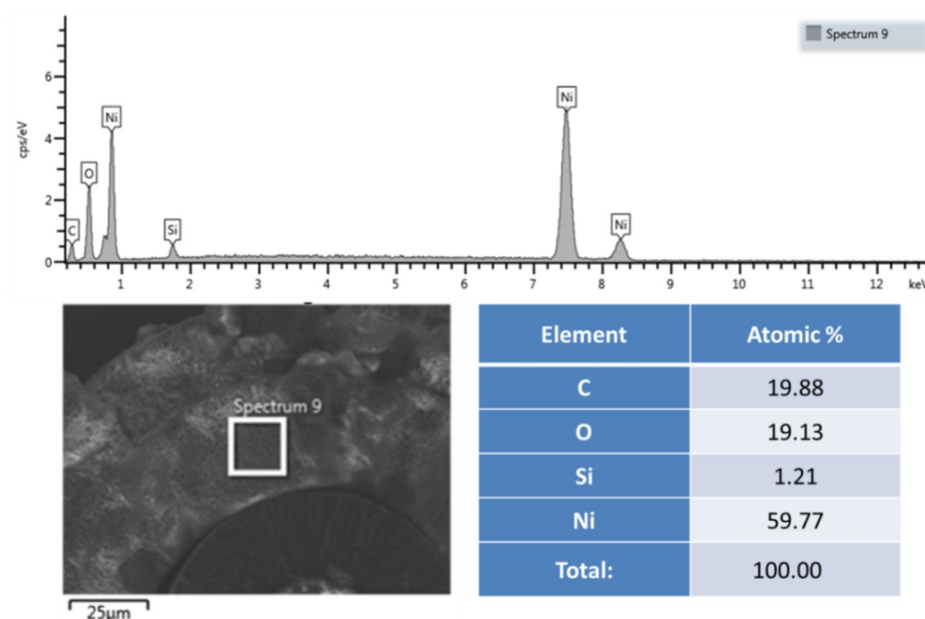 Spectrum 9
6
4
2
0
cps/eV
C
O
Ni
Si
Ni
Ni
1 2 3 4 5 6 7 8 9 10 11 12 keV
Spectrum 9
25μm
Element Atomic %
C 19.88
O 19.13
Si 1.21
Ni 59.77
Total: 100.00